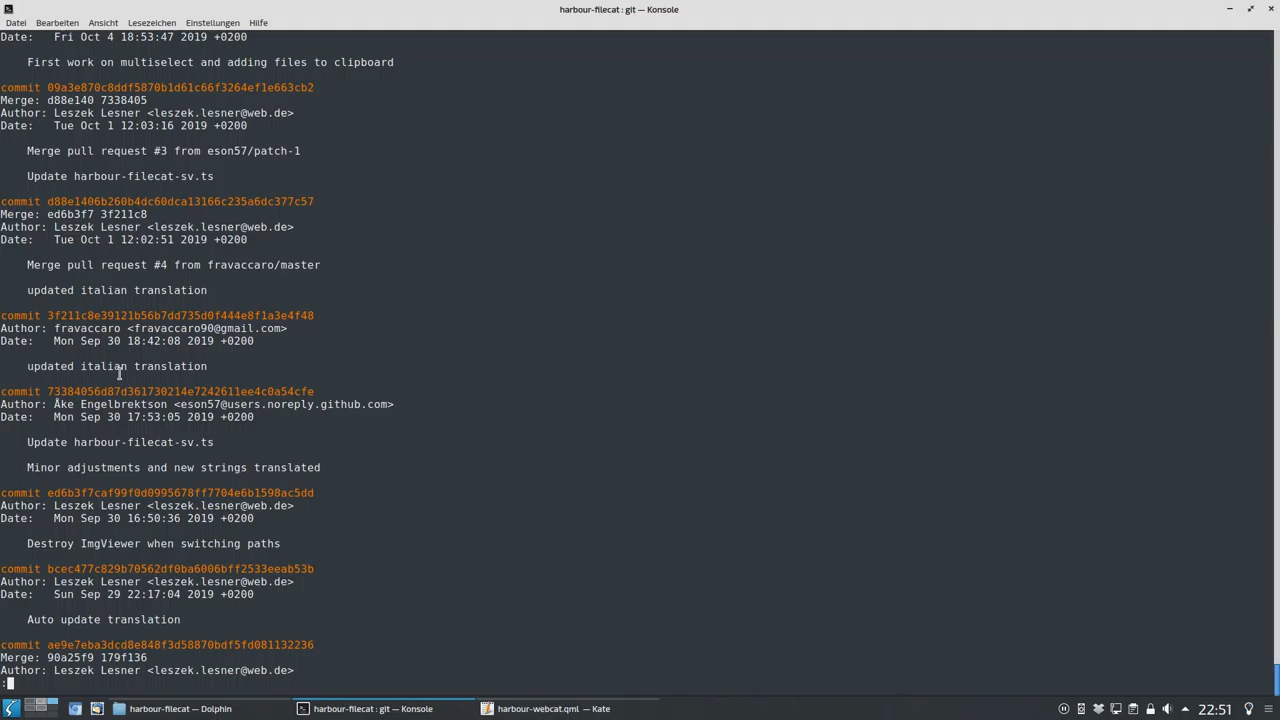 harbour-filecat : git — Konsole
Datei Bearbeiten Ansicht Lesezeichen Einstellungen Hilfe
Date:   Fri Oct 4 18:53:47 2019 +0200
First work on multiselect and adding files to clipboard
commit 09a3e870c8ddf5870b1d61c66f3264ef1e663cb2
Merge: d88e140 7338405
Author: Leszek Lesner <leszek.lesner@web.de>
Date:   Tue Oct 1 12:03:16 2019 +0200
Merge pull request #3 from eson57/patch-1
Update harbour-filecat-sv.ts
commit d88e1406b260b4dc60dca13166c235a6dc377c57
Merge: ed6b3f7 3f211c8
Author: Leszek Lesner <leszek.lesner@web.de>
Date:   Tue Oct 1 12:02:51 2019 +0200
Merge pull request #4 from fravaccaro/master
updated italian translation
commit 3f211c8e39121b56b7dd735d0f444e8f1a3e4f48
Author: fravaccaro <fravaccaro90@gmail.com>
Date:   Mon Sep 30 18:42:08 2019 +0200
updated italian translation
commit 73384056d87d361730214e7242611ee4c0a54cfe
Author: Åke Engelbrektson <eson57@users.noreply.github.com>
Date:   Mon Sep 30 17:53:05 2019 +0200
Update harbour-filecat-sv.ts
Minor adjustments and new strings translated
commit ed6b3f7caf99f0d0995678ff7704e6b1598ac5dd
Author: Leszek Lesner <leszek.lesner@web.de>
Date:   Mon Sep 30 16:50:36 2019 +0200
Destroy ImgViewer when switching paths
commit bcec477c829b70562df0ba6006bff2533eeab53b
Author: Leszek Lesner <leszek.lesner@web.de>
Date:   Sun Sep 29 22:17:04 2019 +0200
Auto update translation
commit ae9e7eba3dcd8e848f3d58870bdf5fd081132236
Merge: 90a25f9 179f136
Author: Leszek Lesner <leszek.lesner@web.de>
:
harbour-filecat — Dolphin
harbour-filecat : git — Konsole
harbour-webcat.qml — Kate
22:51